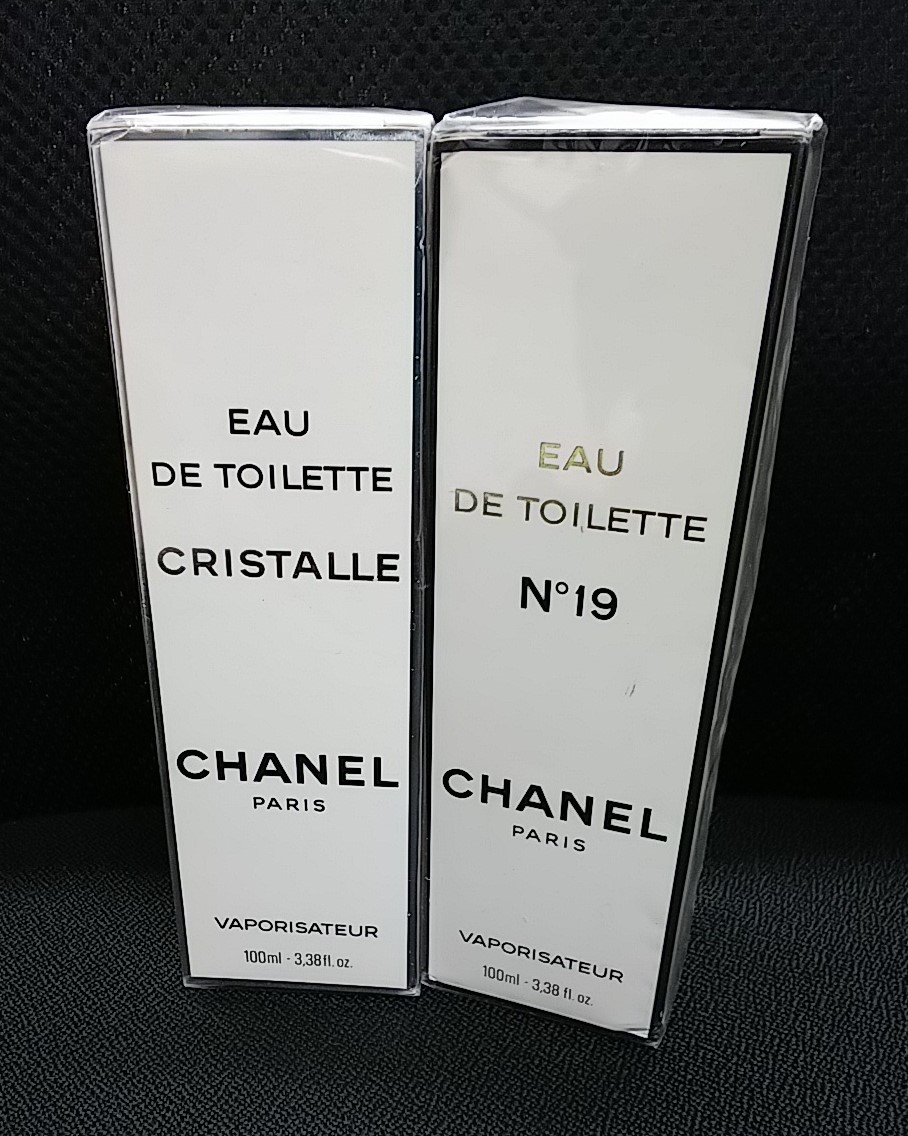 EAU
DE TOILETTE
CRISTALLE
CHANEL
PARIS
VAPORISATEUR
100ml - 3,38fl. oz.
EAU
DE TOILETTE
N°19
CHANEL
PARIS
VAPORISATEUR
100ml - 3,38 fl. oz.